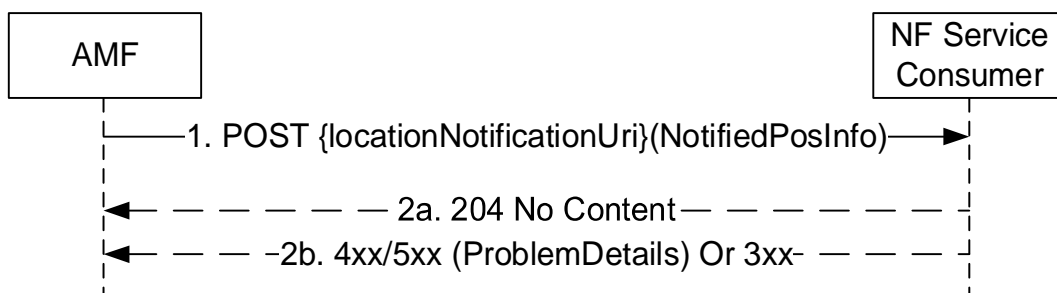 AMF
NF Service
Consumer
1. POST {locationNotificationUri}(NotifiedPosInfo)
2a. 204 No Content
2b. 4xx/5xx (ProblemDetails) Or 3xx